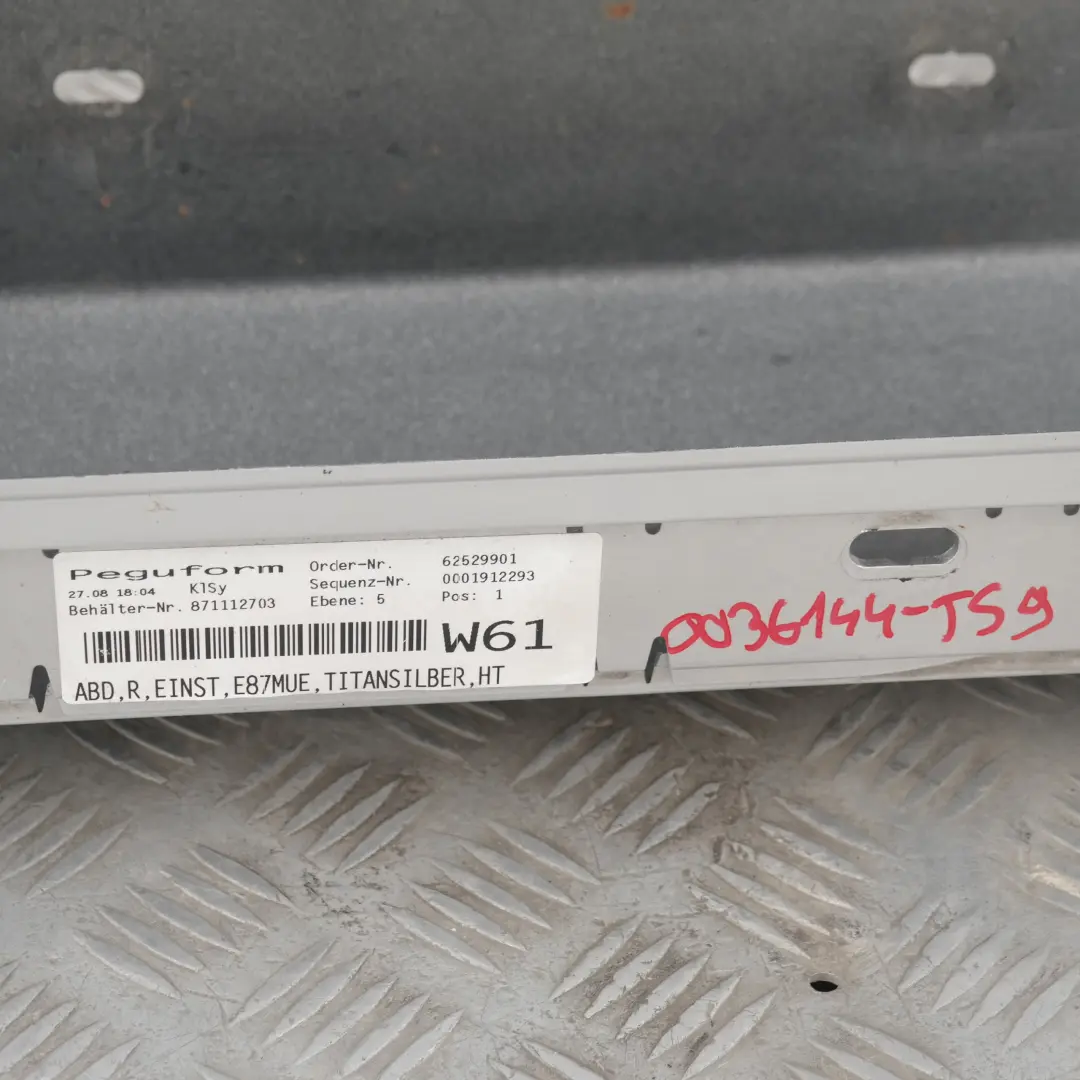 Peguform Order-Nr. 62529901
27.08 18:04 KlSy Sequenz-Nr. 0001912293
Behälter-Nr. 871112703 Ebene: 5 Pos: 1
W61
ABD,R,EINST,E87MUE,TITANSILBER,HT
0036144-TS9